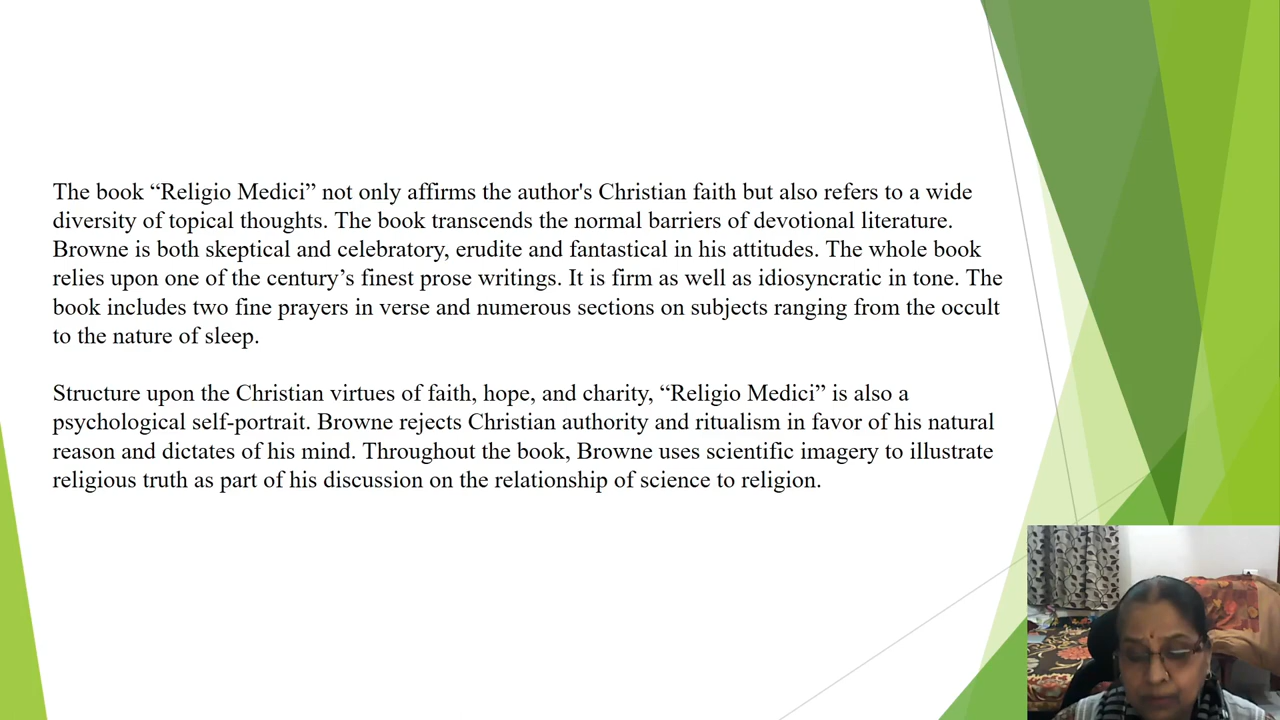 The book “Religio Medici” not only affirms the author's Christian faith but also refers to a wide
diversity of topical thoughts. The book transcends the normal barriers of devotional literature.
Browne is both skeptical and celebratory, erudite and fantastical in his attitudes. The whole book
relies upon one of the century’s finest prose writings. It is firm as well as idiosyncratic in tone. The
book includes two fine prayers in verse and numerous sections on subjects ranging from the occult
to the nature of sleep.
Structure upon the Christian virtues of faith, hope, and charity, “Religio Medici” is also a
psychological self-portrait. Browne rejects Christian authority and ritualism in favor of his natural
reason and dictates of his mind. Throughout the book, Browne uses scientific imagery to illustrate
religious truth as part of his discussion on the relationship of science to religion.